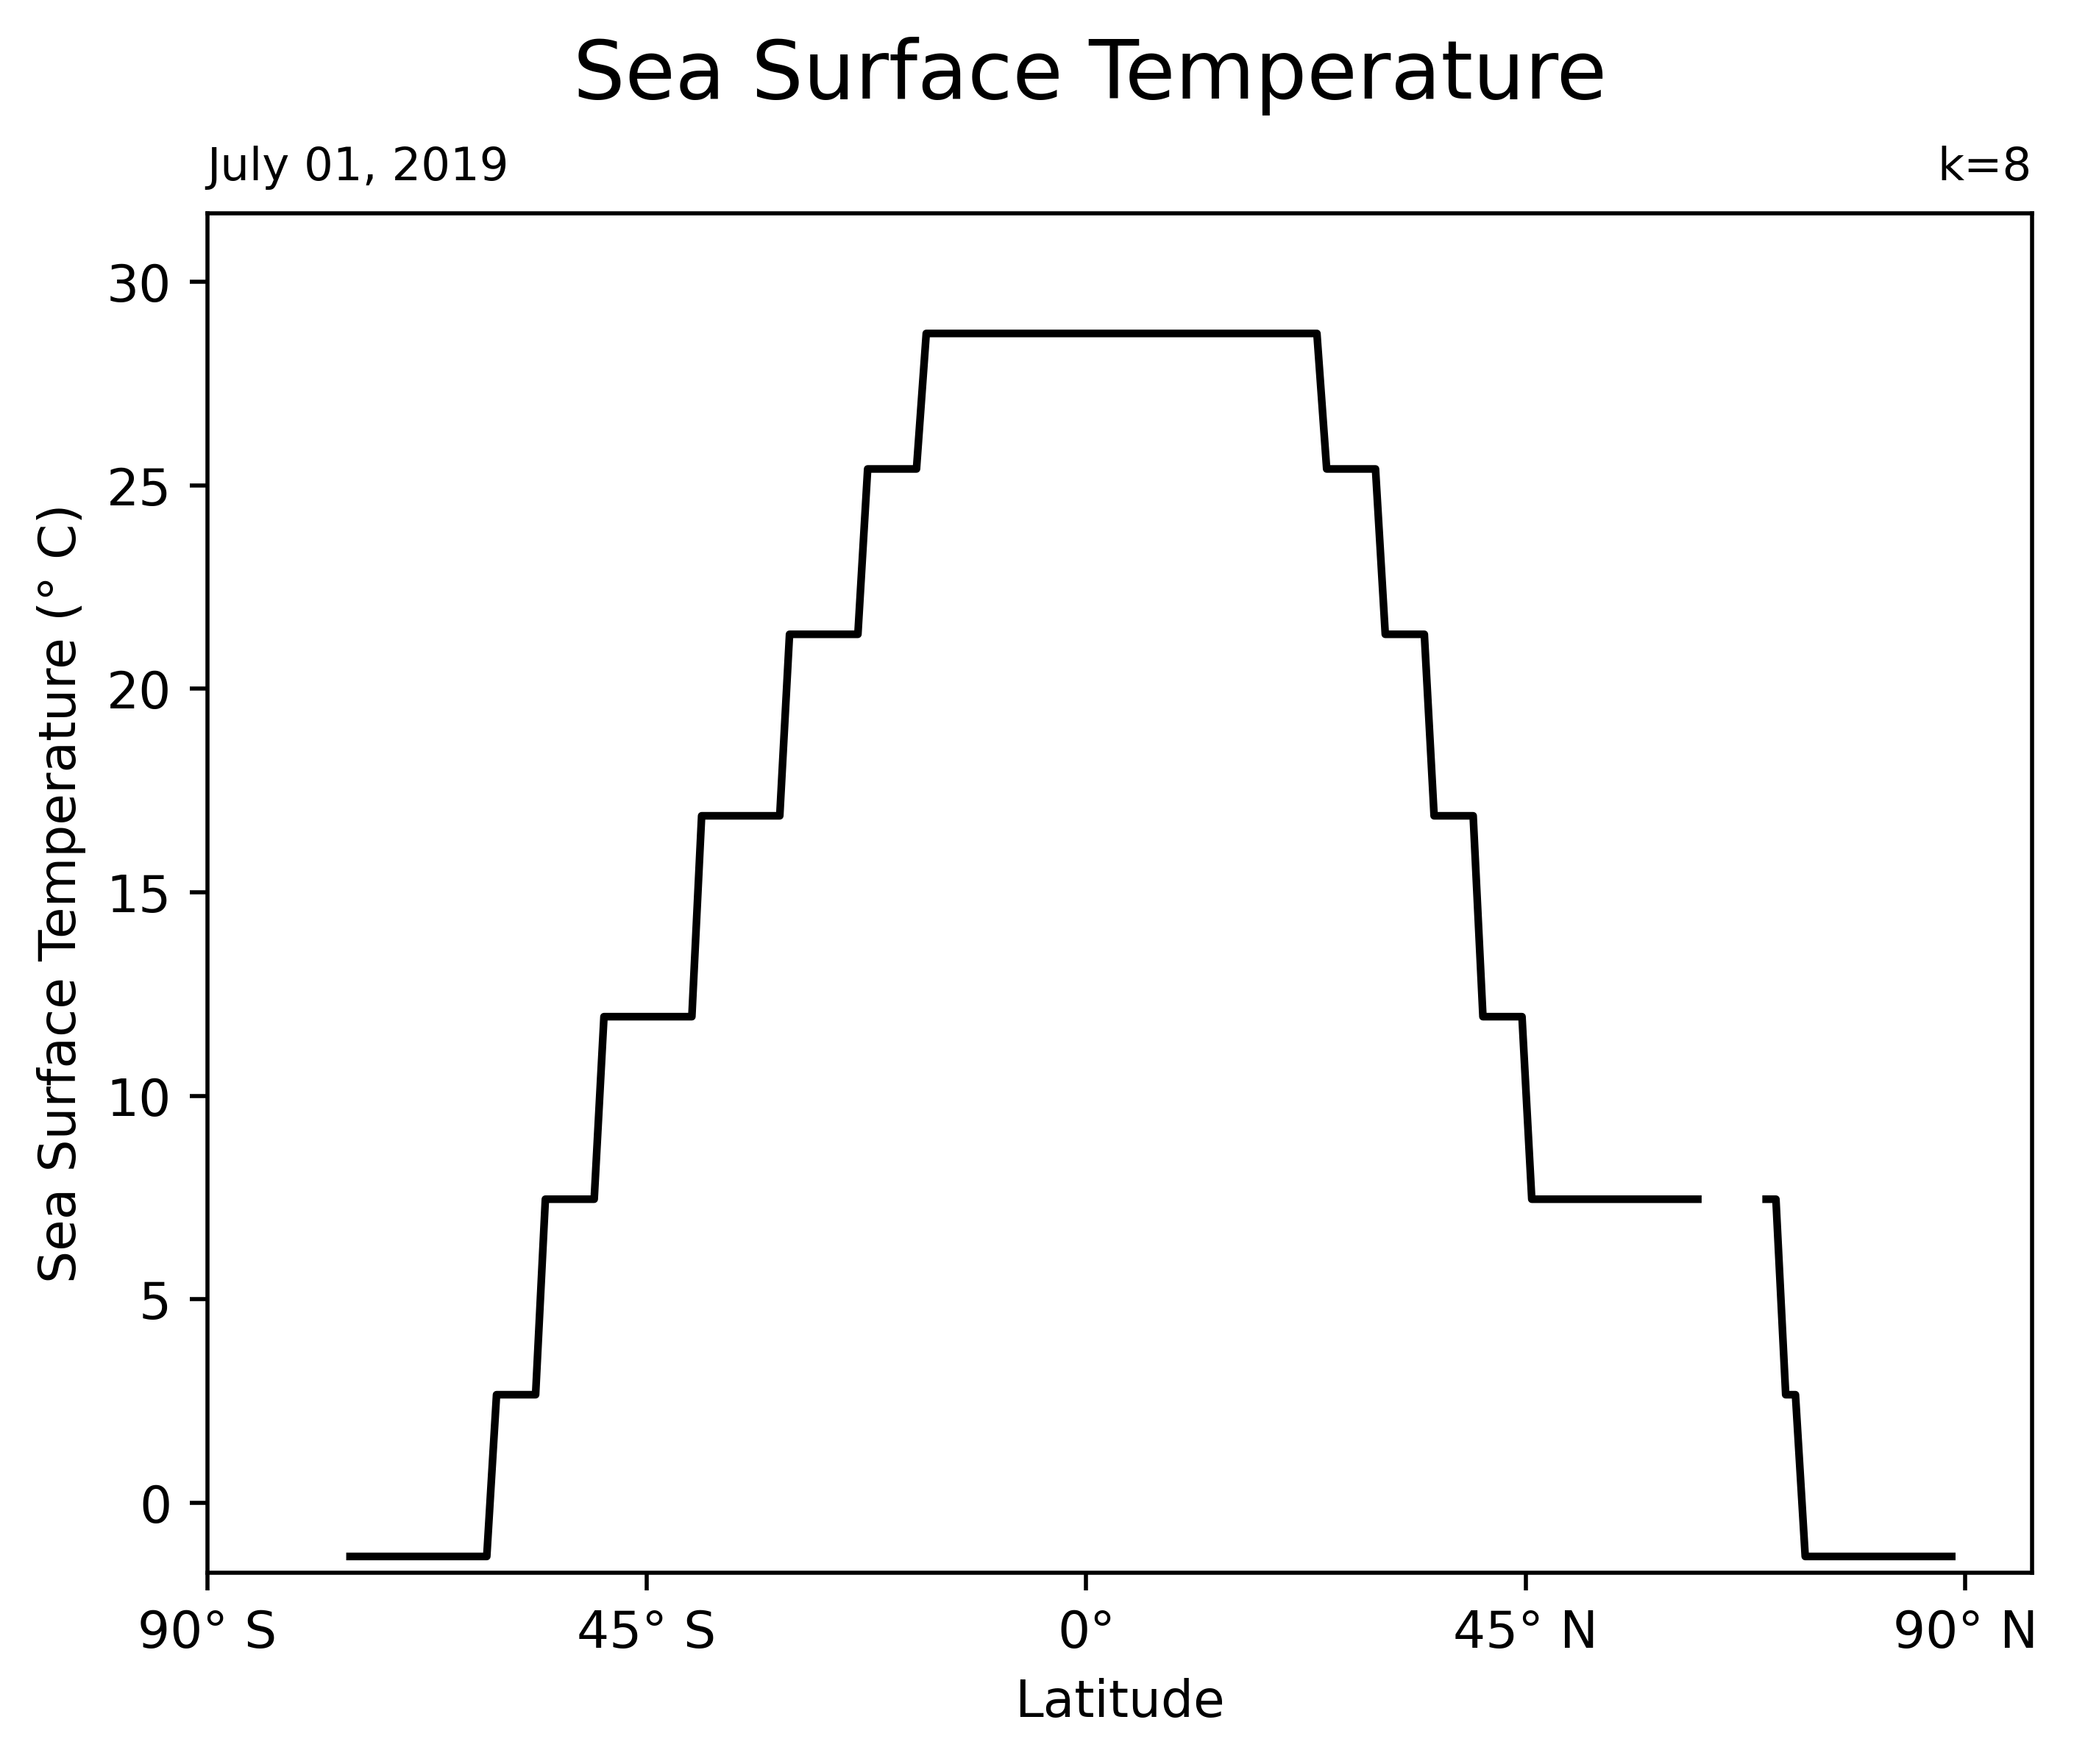 Sea Surface Temperature
July 01, 2019
k=8
Sea Surface Temperature (° C)
30
25
20
15
10
5
0
90° S
45° S
0°
45° N
90° N
Latitude